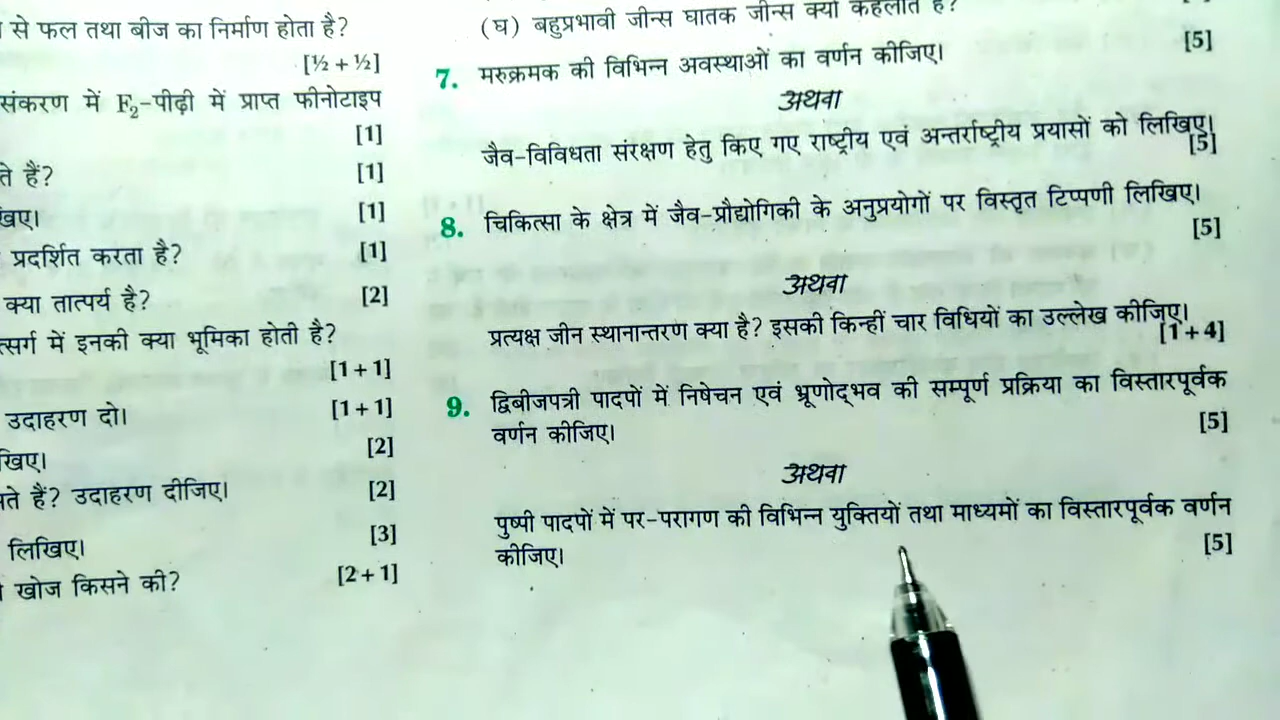 से फल तथा बीज का निर्माण होता है?
[½ + ½]
संकरण में F₂-पीढ़ी में प्राप्त फीनोटाइप
[1]
ते हैं? [1]
[1]
प्रदर्शित करता है? [1]
क्या तात्पर्य है? [2]
त्सर्ग में इनकी क्या भूमिका होती है?
[1 + 1]
उदाहरण दो। [1 + 1]
[2]
हैं? उदाहरण दीजिए। [2]
लिखिए। [3]
खोज किसने की? [2 + 1]
(घ) बहुप्रभावी जीन्स घातक जीन्स क्यों कहलाते हैं?
7. मरुक्रमक की विभिन्न अवस्थाओं का वर्णन कीजिए। [5]
अथवा
जैव-विविधता संरक्षण हेतु किए गए राष्ट्रीय एवं अन्तर्राष्ट्रीय प्रयासों को लिखिए।
[5]
8. चिकित्सा के क्षेत्र में जैव-प्रौद्योगिकी के अनुप्रयोगों पर विस्तृत टिप्पणी लिखिए।
[5]
अथवा
प्रत्यक्ष जीन स्थानान्तरण क्या है? इसकी किन्हीं चार विधियों का उल्लेख कीजिए।
[1 + 4]
9. द्विबीजपत्री पादपों में निषेचन एवं भ्रूणोद्भव की सम्पूर्ण प्रक्रिया का विस्तारपूर्वक
वर्णन कीजिए। [5]
अथवा
पुष्पी पादपों में पर-परागण की विभिन्न युक्तियों तथा माध्यमों का विस्तारपूर्वक वर्णन
कीजिए। [5]